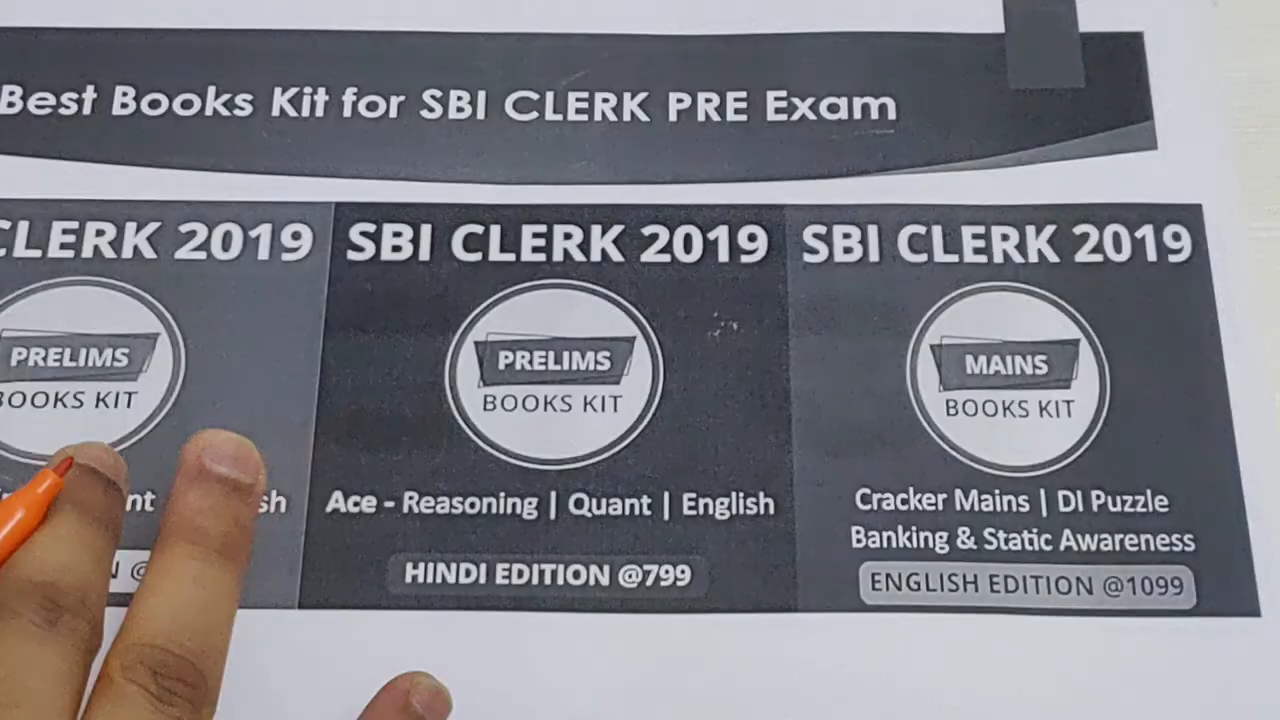 Best Books Kit for SBI CLERK PRE Exam
CLERK 2019
PRELIMS
BOOKS KIT
SBI CLERK 2019
PRELIMS
BOOKS KIT
Ace - Reasoning | Quant | English
HINDI EDITION @799
SBI CLERK 2019
MAINS
BOOKS KIT
Cracker Mains | DI Puzzle
Banking & Static Awareness
ENGLISH EDITION @1099